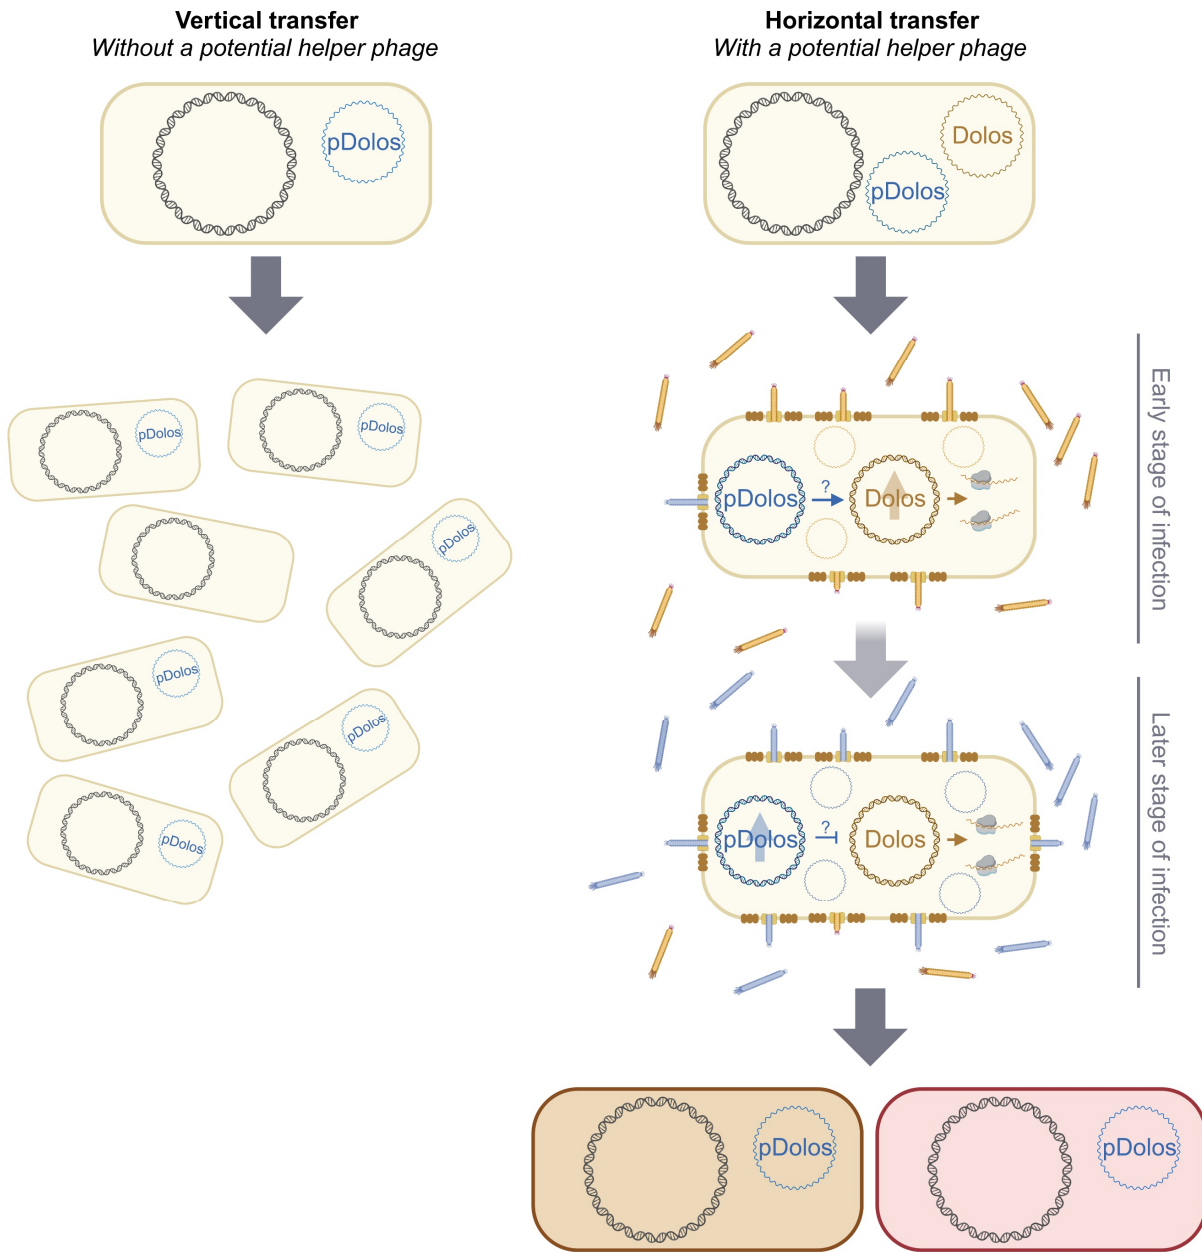 Vertical transfer
Without a potential helper phage
pDolos
pDolos
pDolos
pDolos
pDolos
pDolos
pDolos
Horizontal transfer
With a potential helper phage
Dolos
pDolos
pDolos
?
Dolos
Early stage of infection
pDolos
?
Dolos
Later stage of infection
pDolos
pDolos